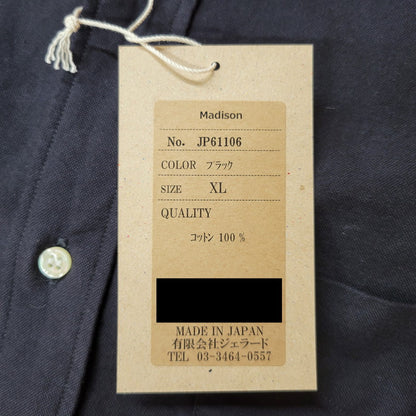 Madison
No. JP61106
COLOR ブラック
SIZE XL
QUALITY
コットン 100 %
MADE IN JAPAN
有限会社ジェラード
TEL 03-3464-0557